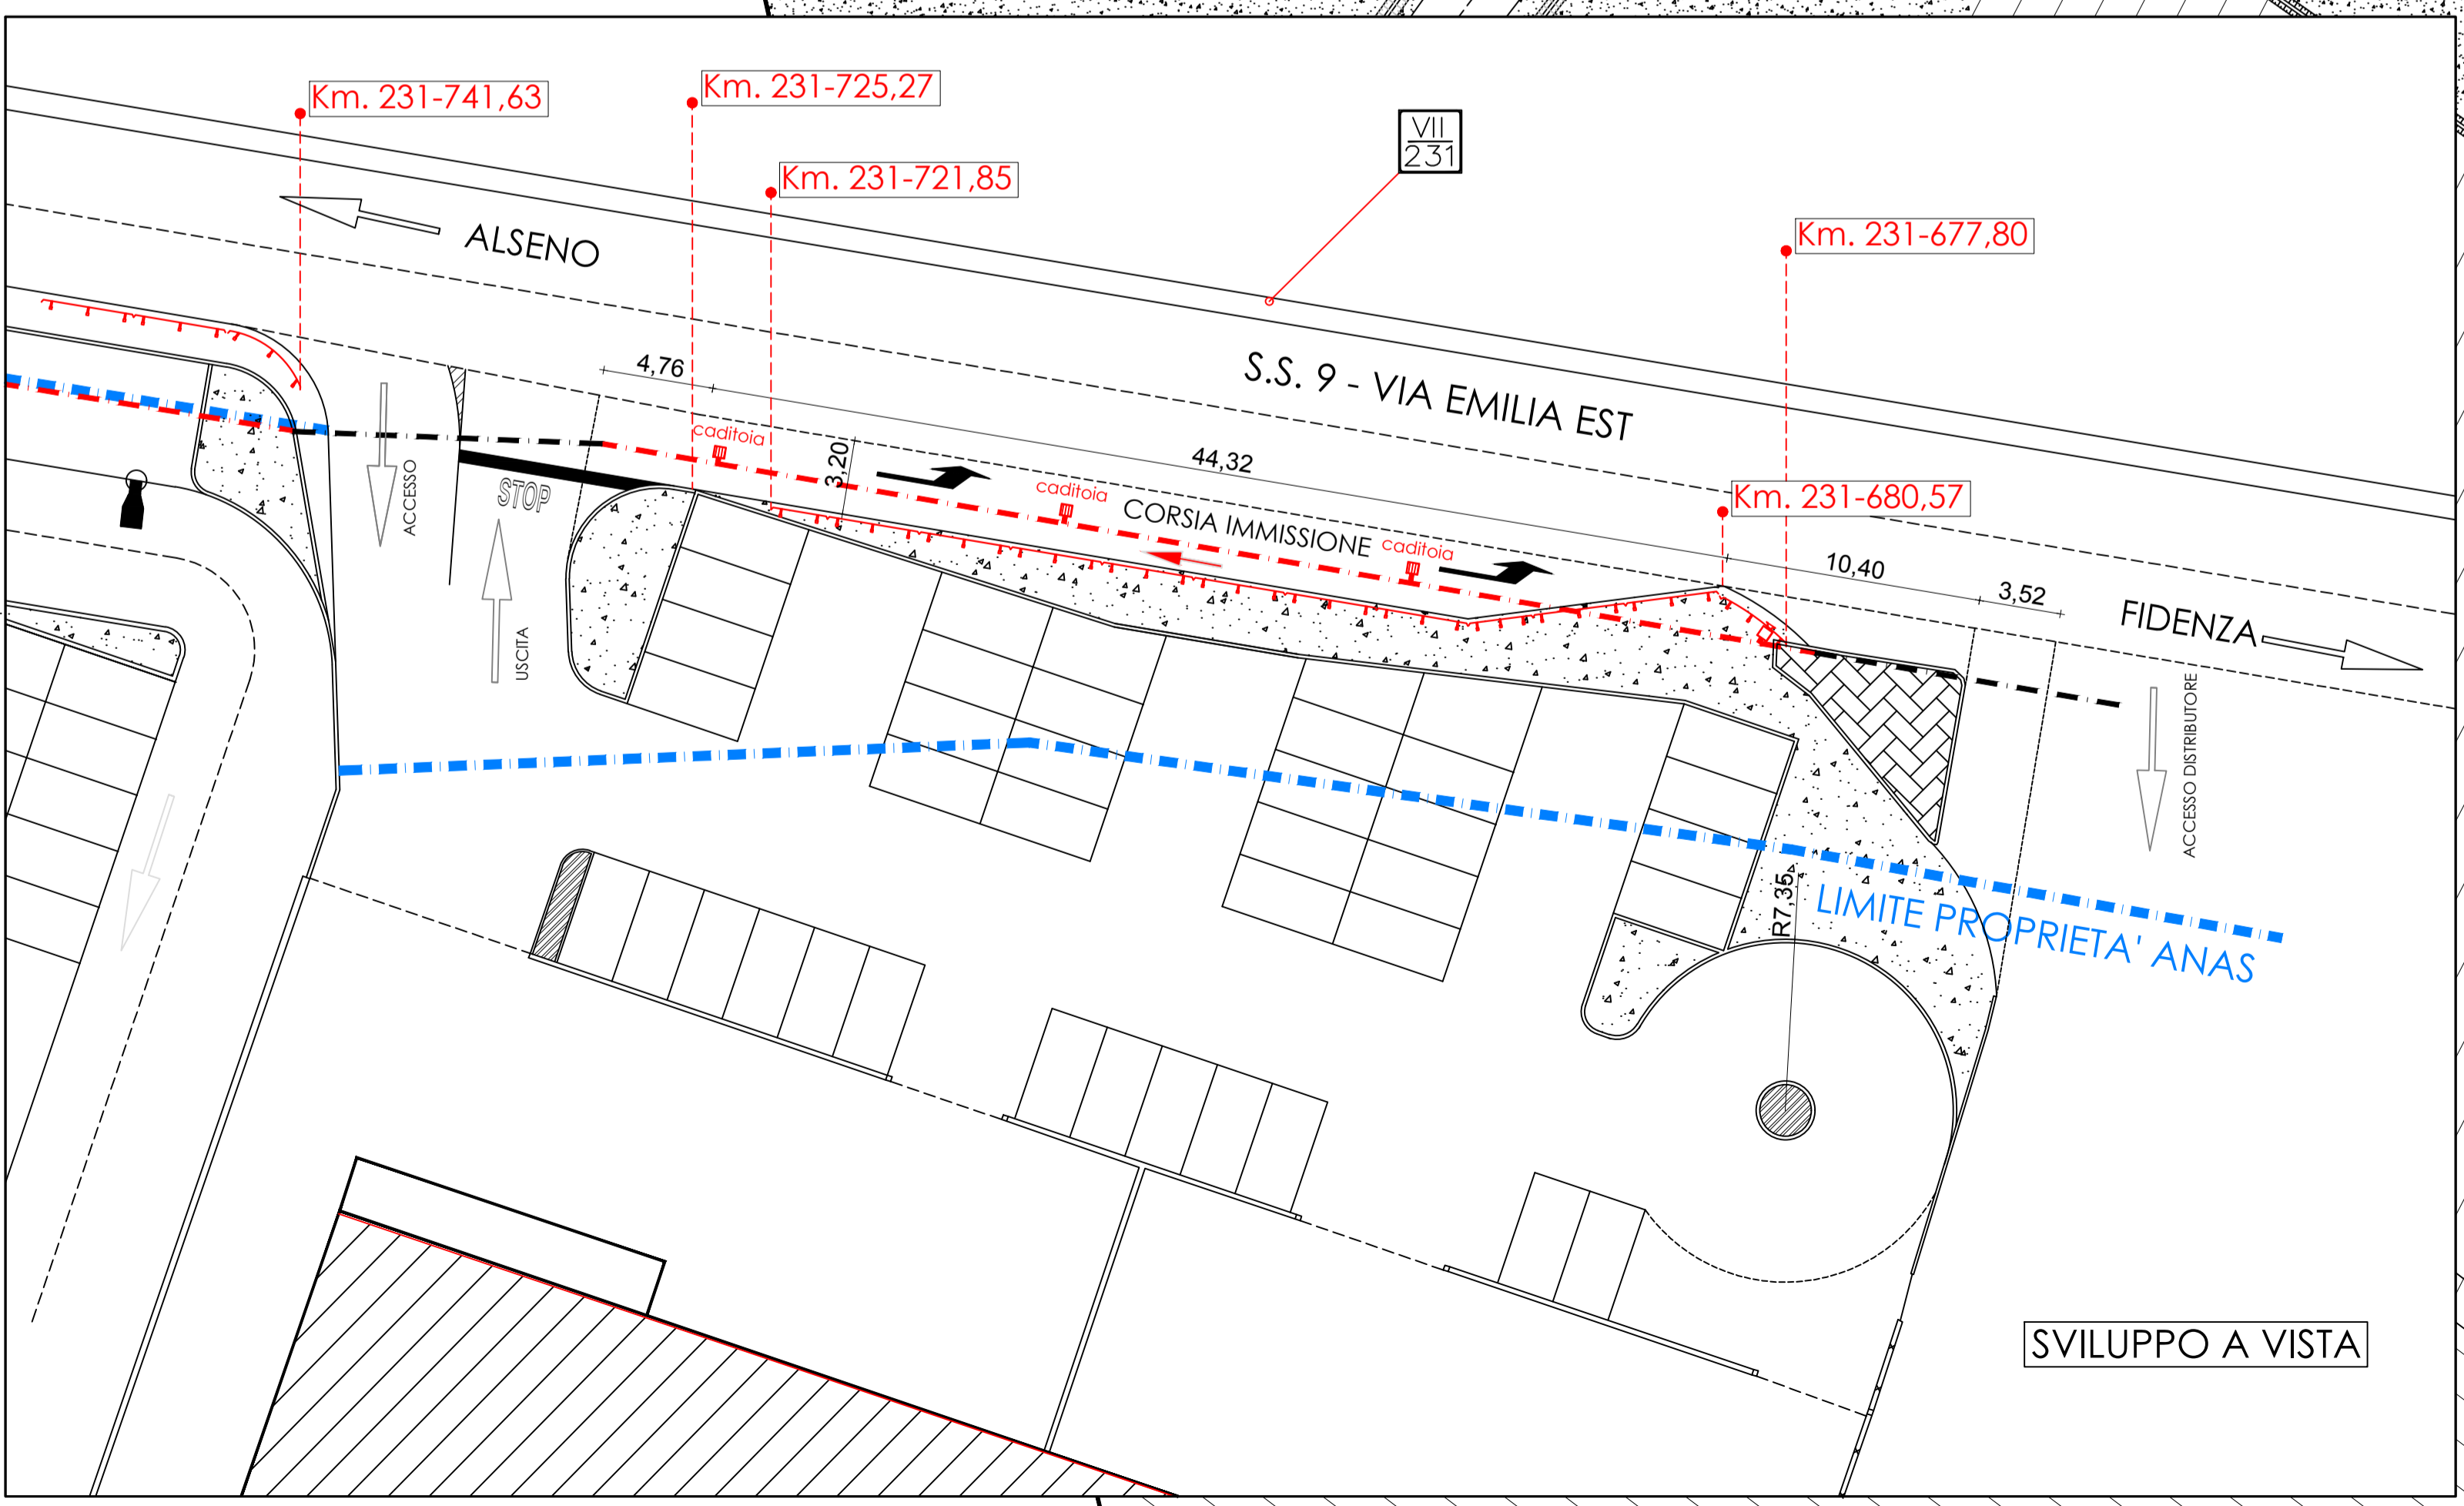 Km. 231-741,63
Km. 231-725,27
VII
231
Km. 231-721,85
Km. 231-677,80
ALSENO
S.S. 9 - VIA EMILIA EST
4,76
44,32
3,20
caditoia
caditoia
caditoia
CORSIA IMMISSIONE
Km. 231-680,57
10,40
3,52
FIDENZA
ACCESSO
STOP
USCITA
ACCESSO DISTRIBUTORE
R7,35
LIMITE PROPRIETA' ANAS
SVILUPPO A VISTA